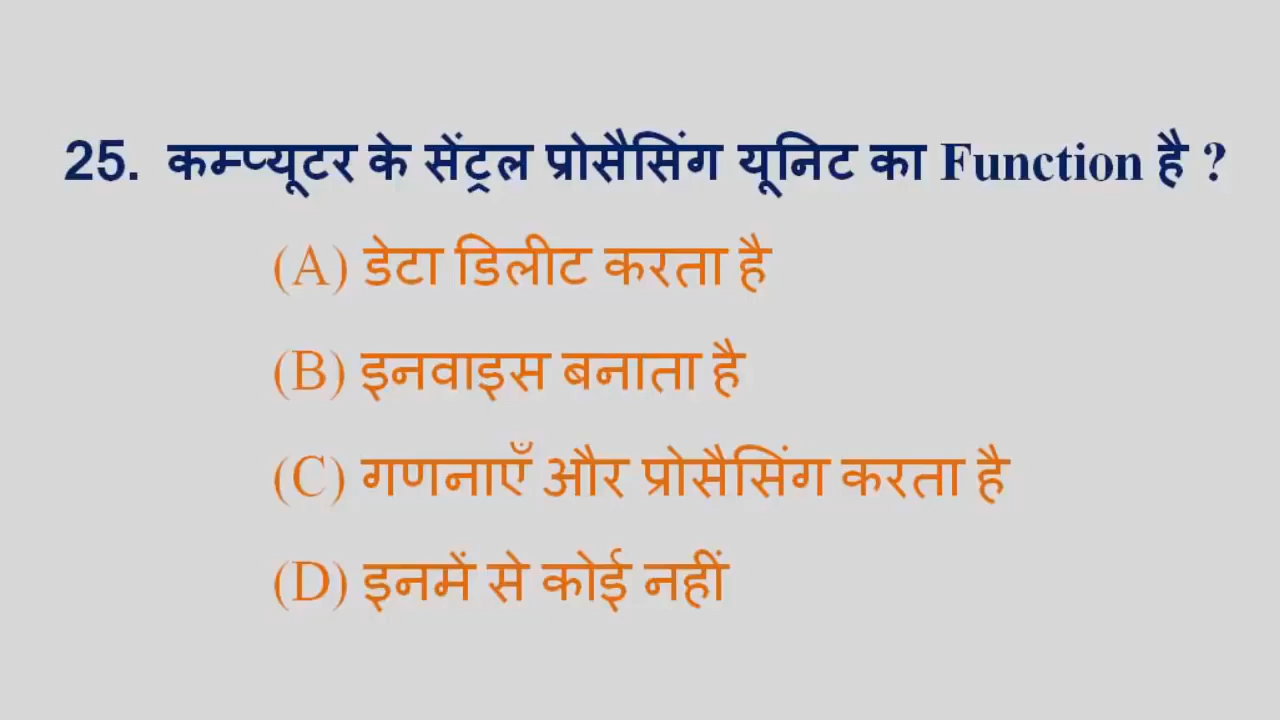 25. कम्प्यूटर के सेंट्रल प्रोसैसिंग यूनिट का Function है ?
(A) डेटा डिलीट करता है
(B) इनवाइस बनाता है
(C) गणनाएँ और प्रोसैसिंग करता है
(D) इनमें से कोई नहीं